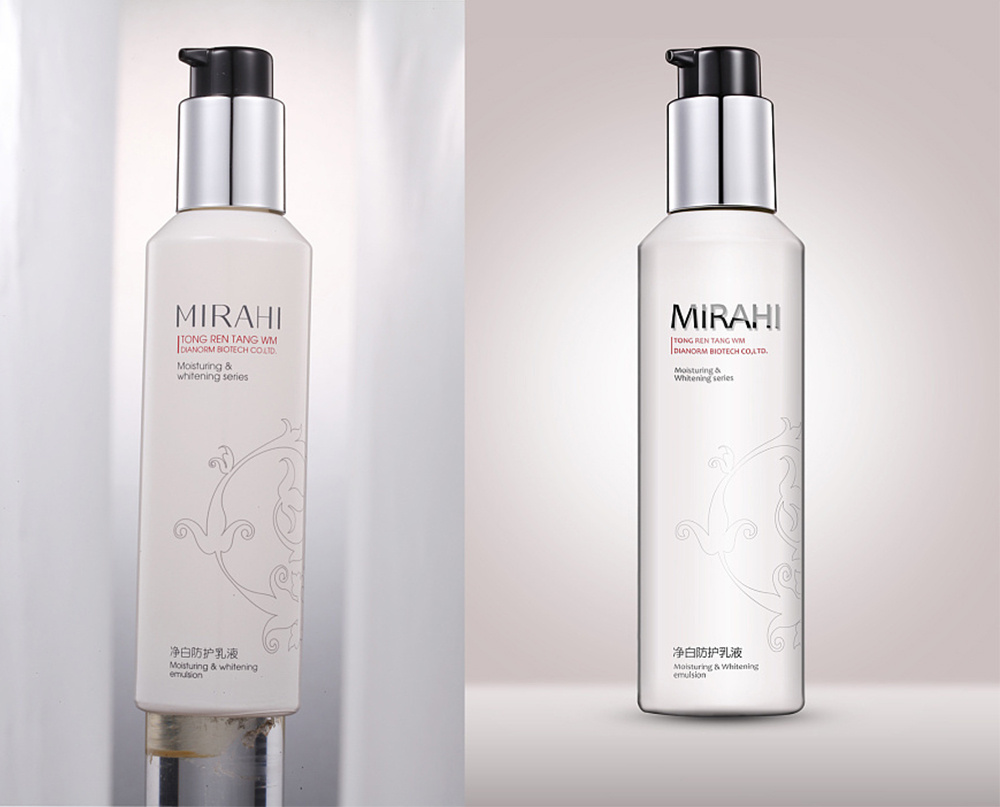 MIRAHI
TONG REN TANG WM
DIANORM BIOTECH CO.LTD.
Moisturing &
whitening series
净白防护乳液
Moisturing & whitening
emulsion
MIRAHI
TONG REN TANG WM
DIANORM BIOTECH CO,LTD.
Moisturing &
Whitening series
净白防护乳液
Moisturing & Whitening
emulsion